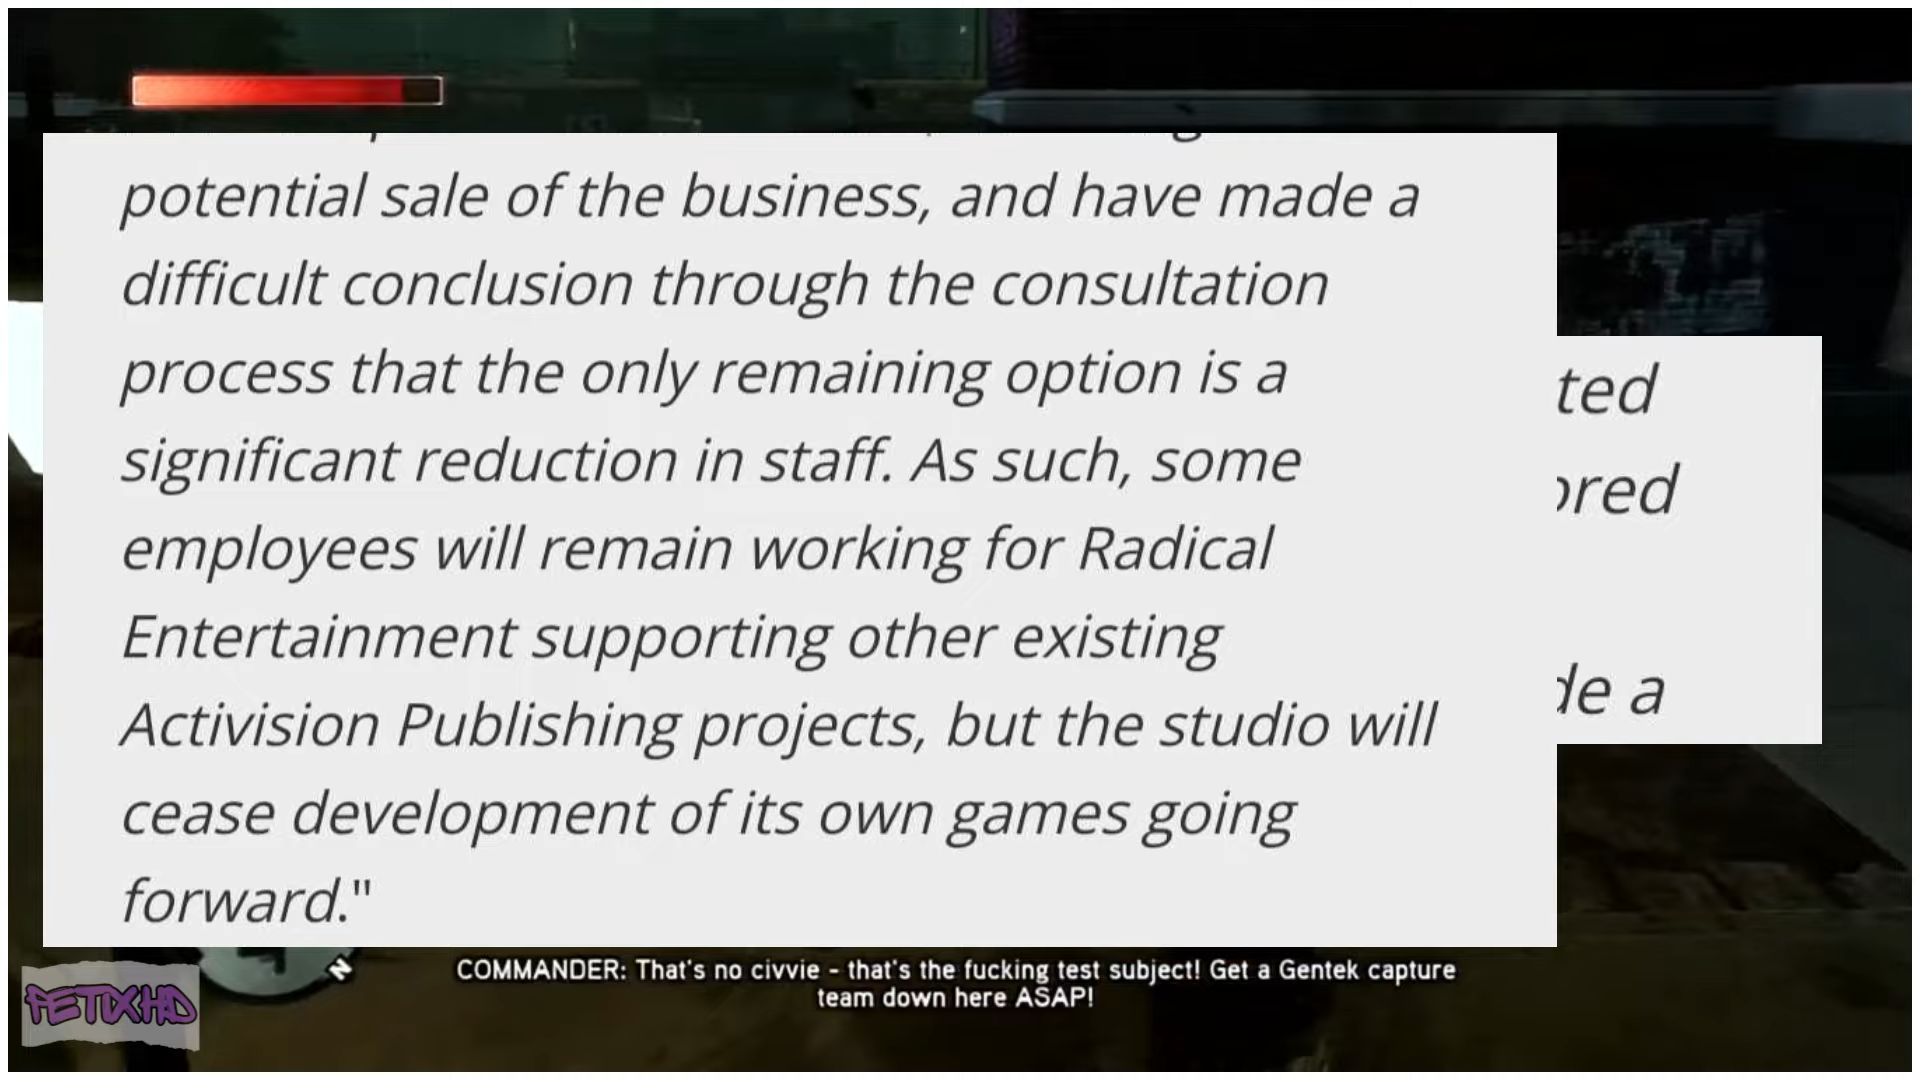 potential sale of the business, and have made a
difficult conclusion through the consultation
process that the only remaining option is a
significant reduction in staff. As such, some
employees will remain working for Radical
Entertainment supporting other existing
Activision Publishing projects, but the studio will
cease development of its own games going
forward."
ted
ored
de a
N
COMMANDER: That's no civvie - that's the fucking test subject! Get a Gentek capture
team down here ASAP!
FETIXHD